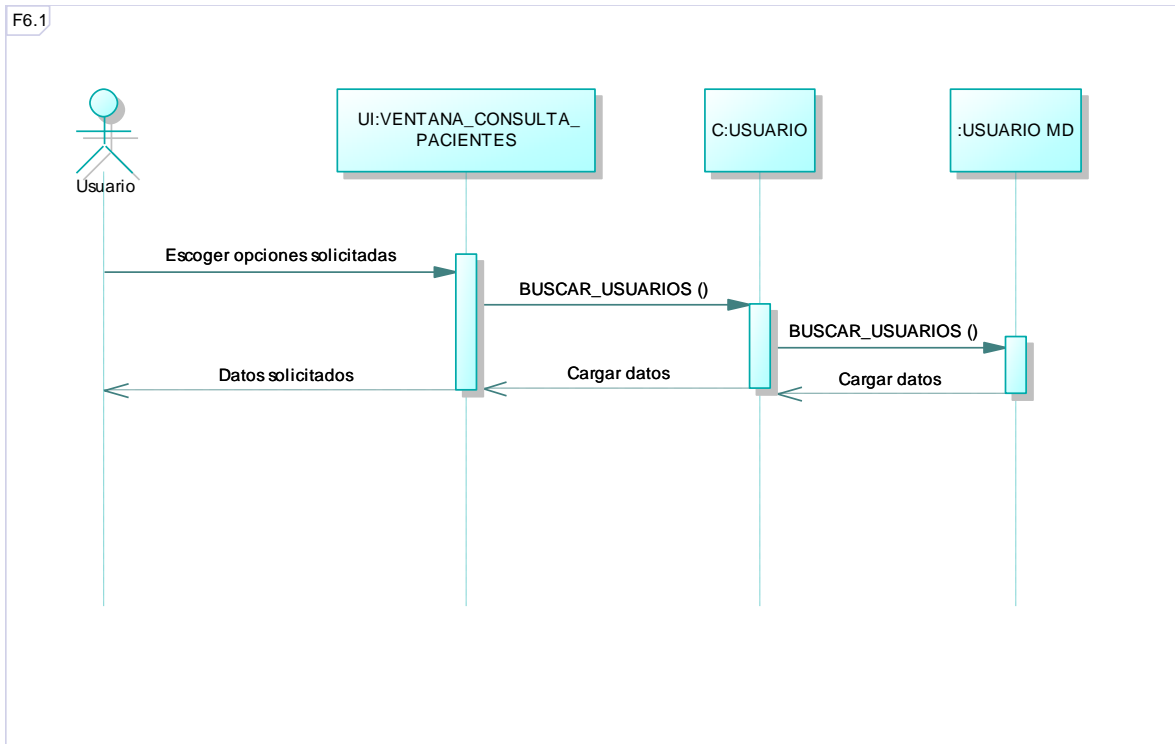 F6.1
UI:VENTANA_CONSULTA_
PACIENTES
C:USUARIO
:USUARIO MD
Usuario
Escoger opciones solicitadas
BUSCAR_USUARIOS ()
BUSCAR_USUARIOS ()
Datos solicitados
Cargar datos
Cargar datos